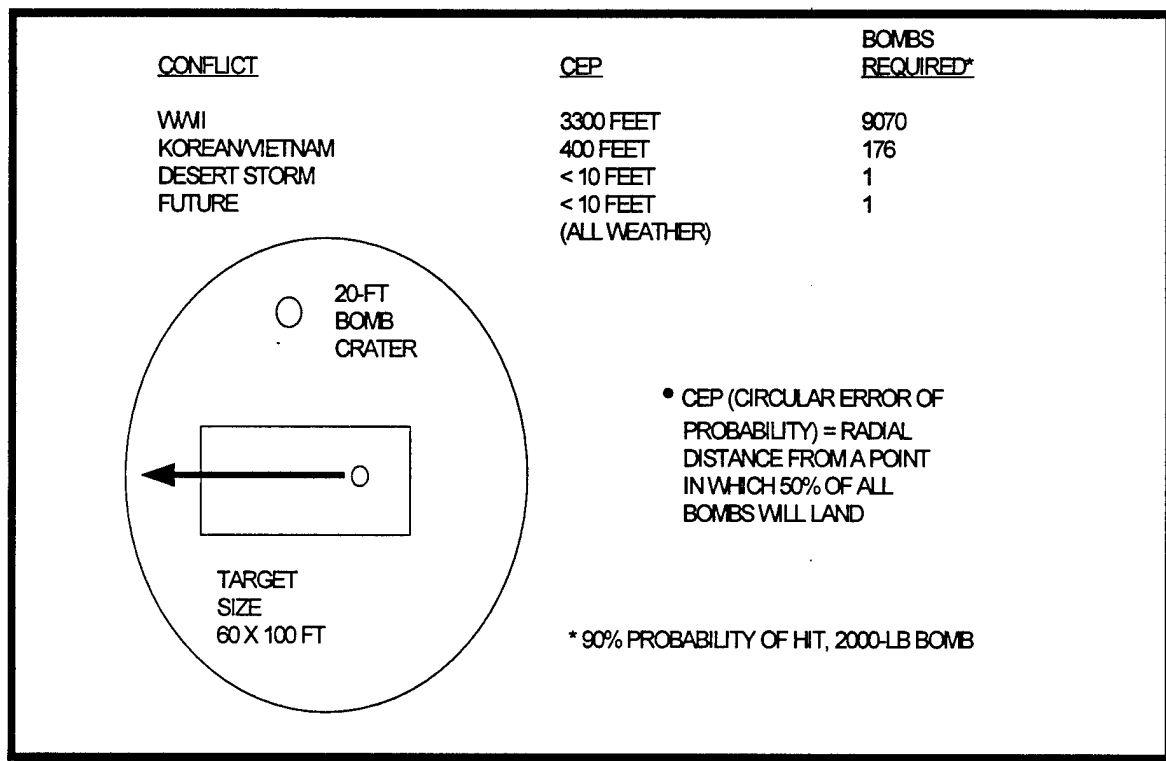 CONFLICT CEP BOMBS REQUIRED*
WWII 3300 FEET 9070
KOREAN/VIETNAM 400 FEET 176
DESERT STORM < 10 FEET 1
FUTURE < 10 FEET 1
(ALL WEATHER)
20-FT
BOMB
CRATER
• CEP (CIRCULAR ERROR OF
PROBABILITY) = RADIAL
DISTANCE FROM A POINT
IN WHICH 50% OF ALL
BOMBS WILL LAND
TARGET
SIZE
60 X 100 FT
* 90% PROBABILITY OF HIT, 2000-LB BOMB